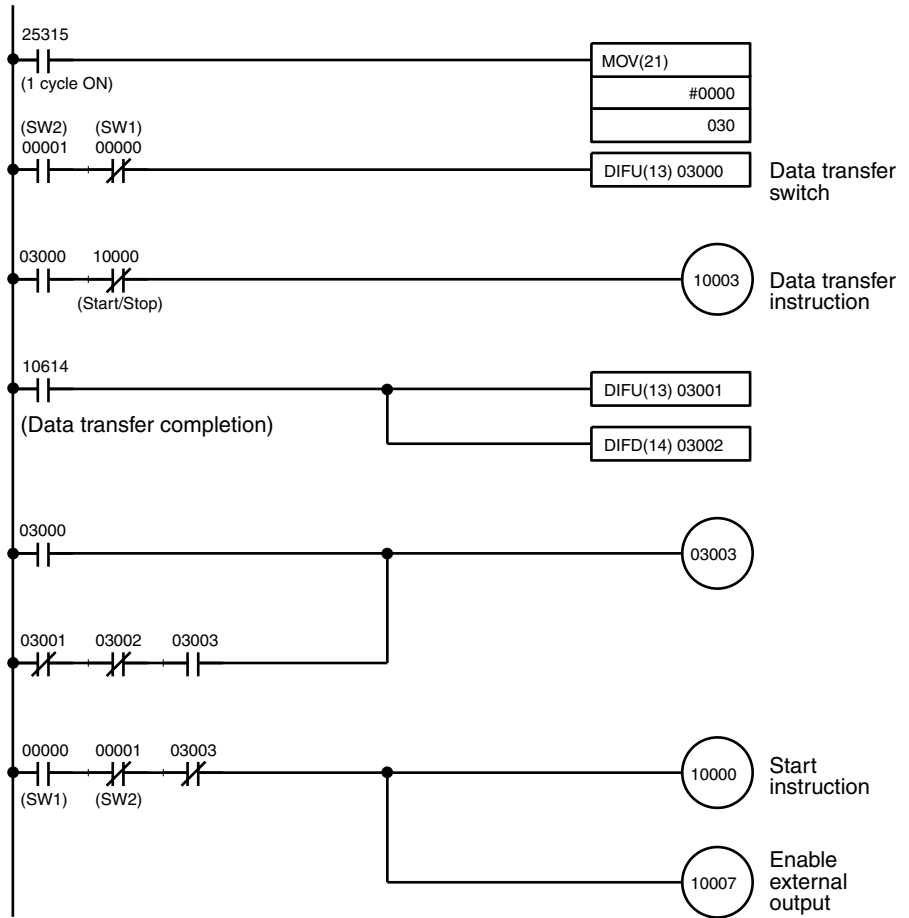 25315
(1 cycle ON)
MOV(21)
#0000
030
(SW2) (SW1)
00001 00000
DIFU(13) 03000
Data transfer
switch
03000 10000
(Start/Stop)
10003
Data transfer
instruction
10614
(Data transfer completion)
DIFU(13) 03001
DIFD(14) 03002
03000
03003
03001 03002 03003
00000 00001 03003
(SW1) (SW2)
10000
Start
instruction
10007
Enable
external
output